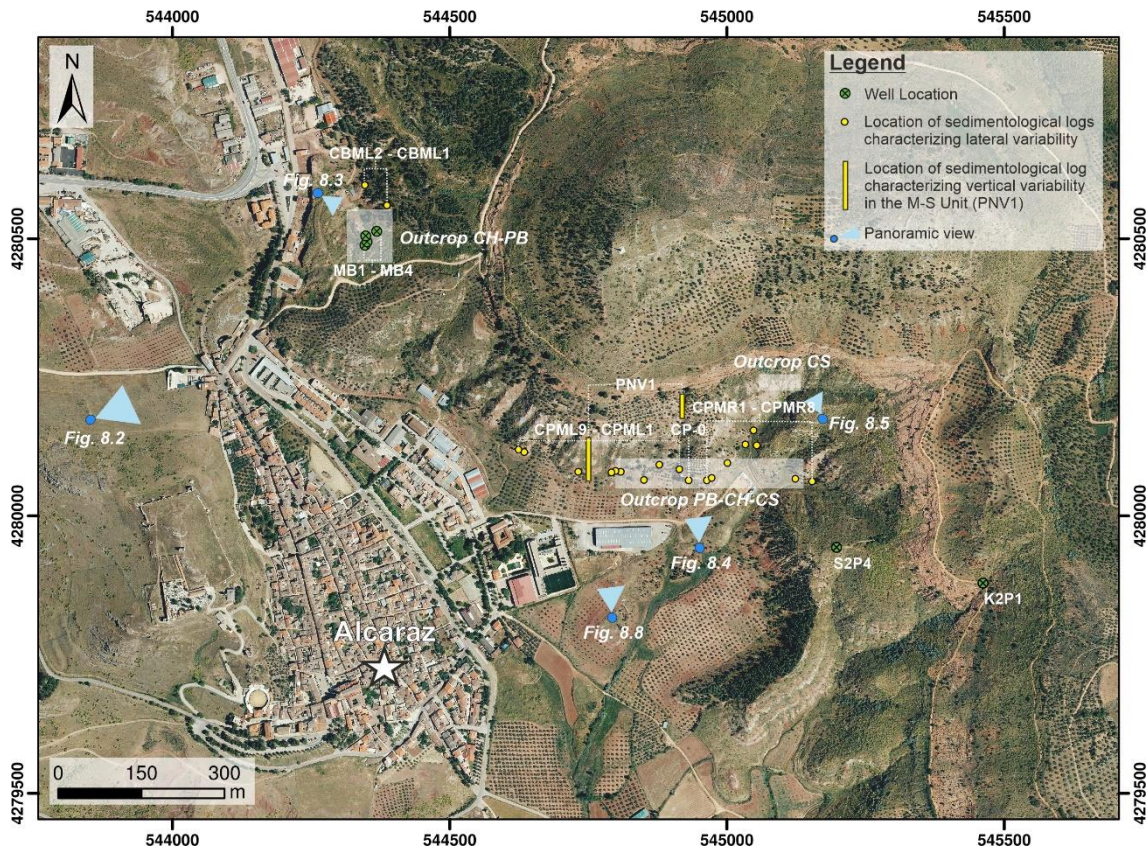 544000 544500 545000 545500
N
Legend
Well Location
Location of sedimentological logs
characterizing lateral variability
Location of sedimentological log
characterizing vertical variability
in the M-S Unit (PNV1)
Panoramic view
CBML2 - CBML1
Fig. 8.3
4280500 4280500
Outcrop CH-PB
MB1 - MB4
Outcrop CS
PNV1
CPMR1 - CPMR8
Fig. 8.2
CPML9 - CPML1 CP-0
Fig. 8.5
Outcrop PB-CH-CS
4280000 4280000
Fig. 8.4
S2P4
K2P1
Fig. 8.8
Alcaraz
0 150 300
m
4279500 4279500
544000 544500 545000 545500